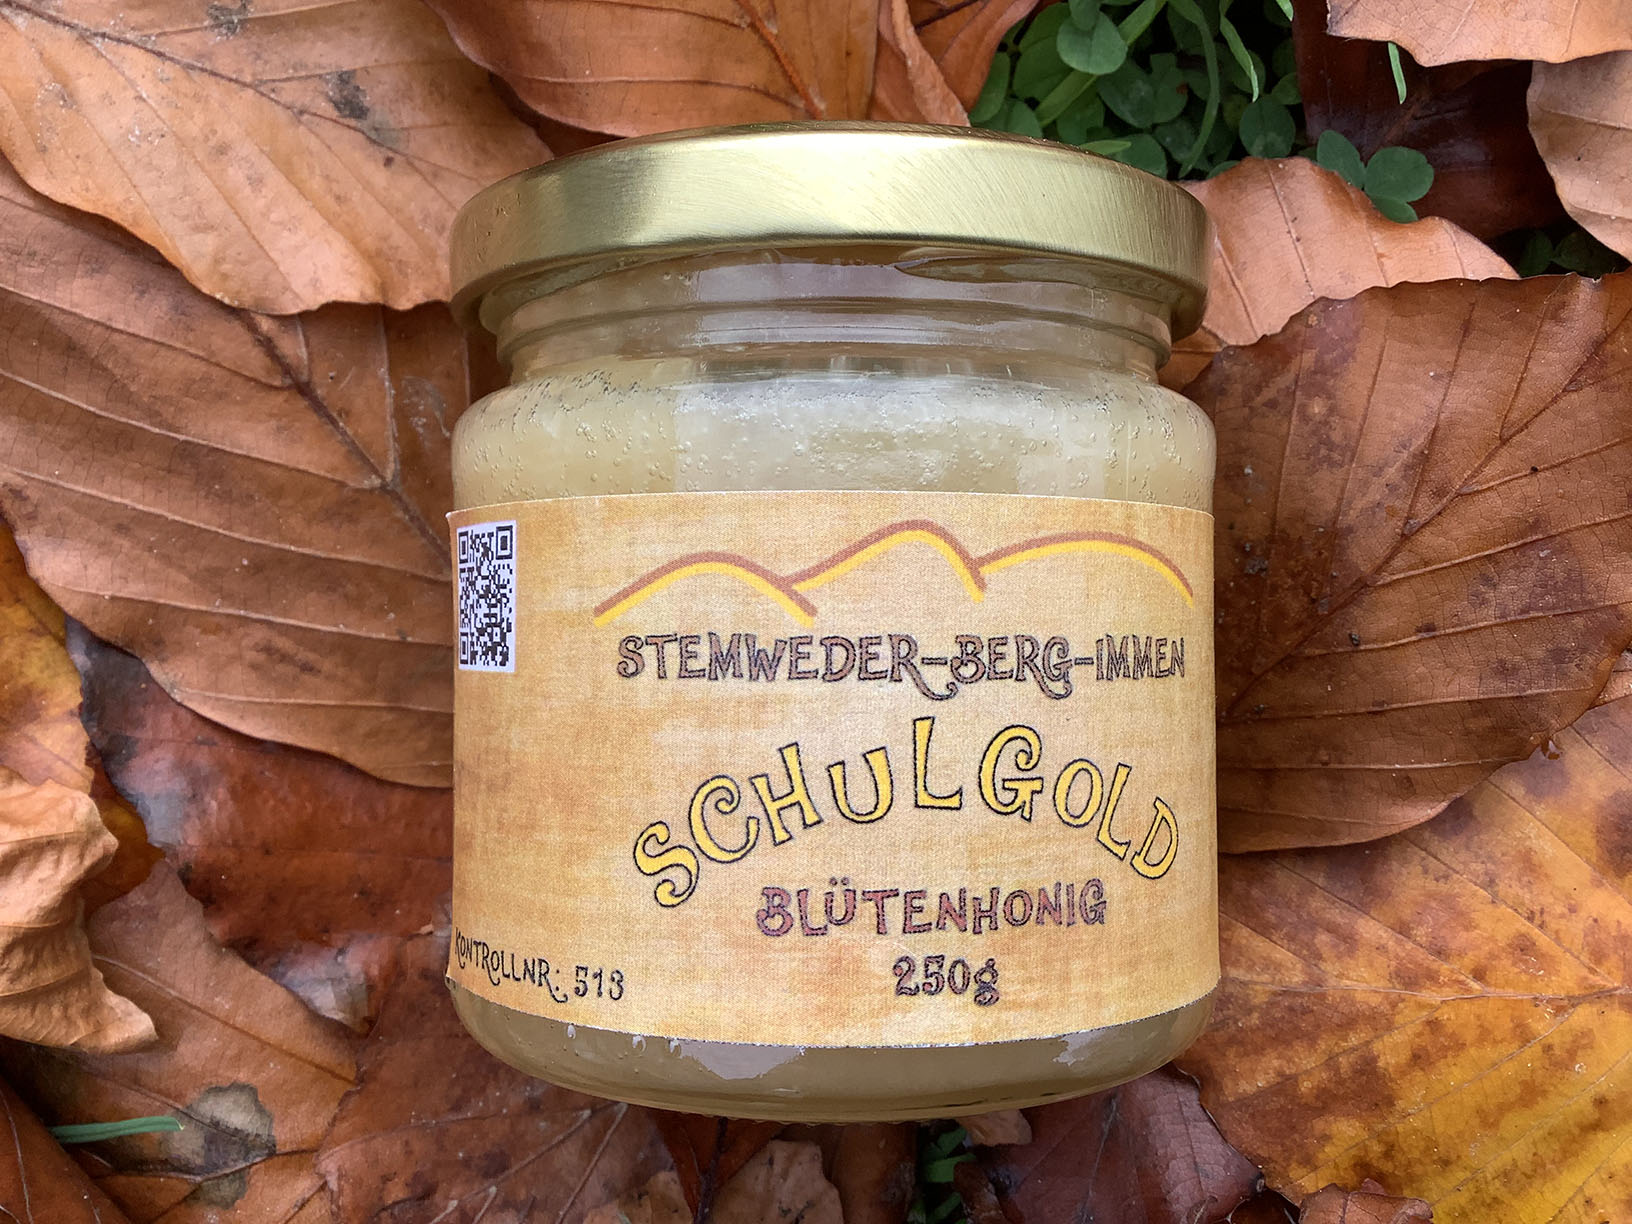 STEMWEDER-BERG-IMMEN
SCHULGOLD
BLÜTENHONIG
250g
KONTROLLNR.: 513